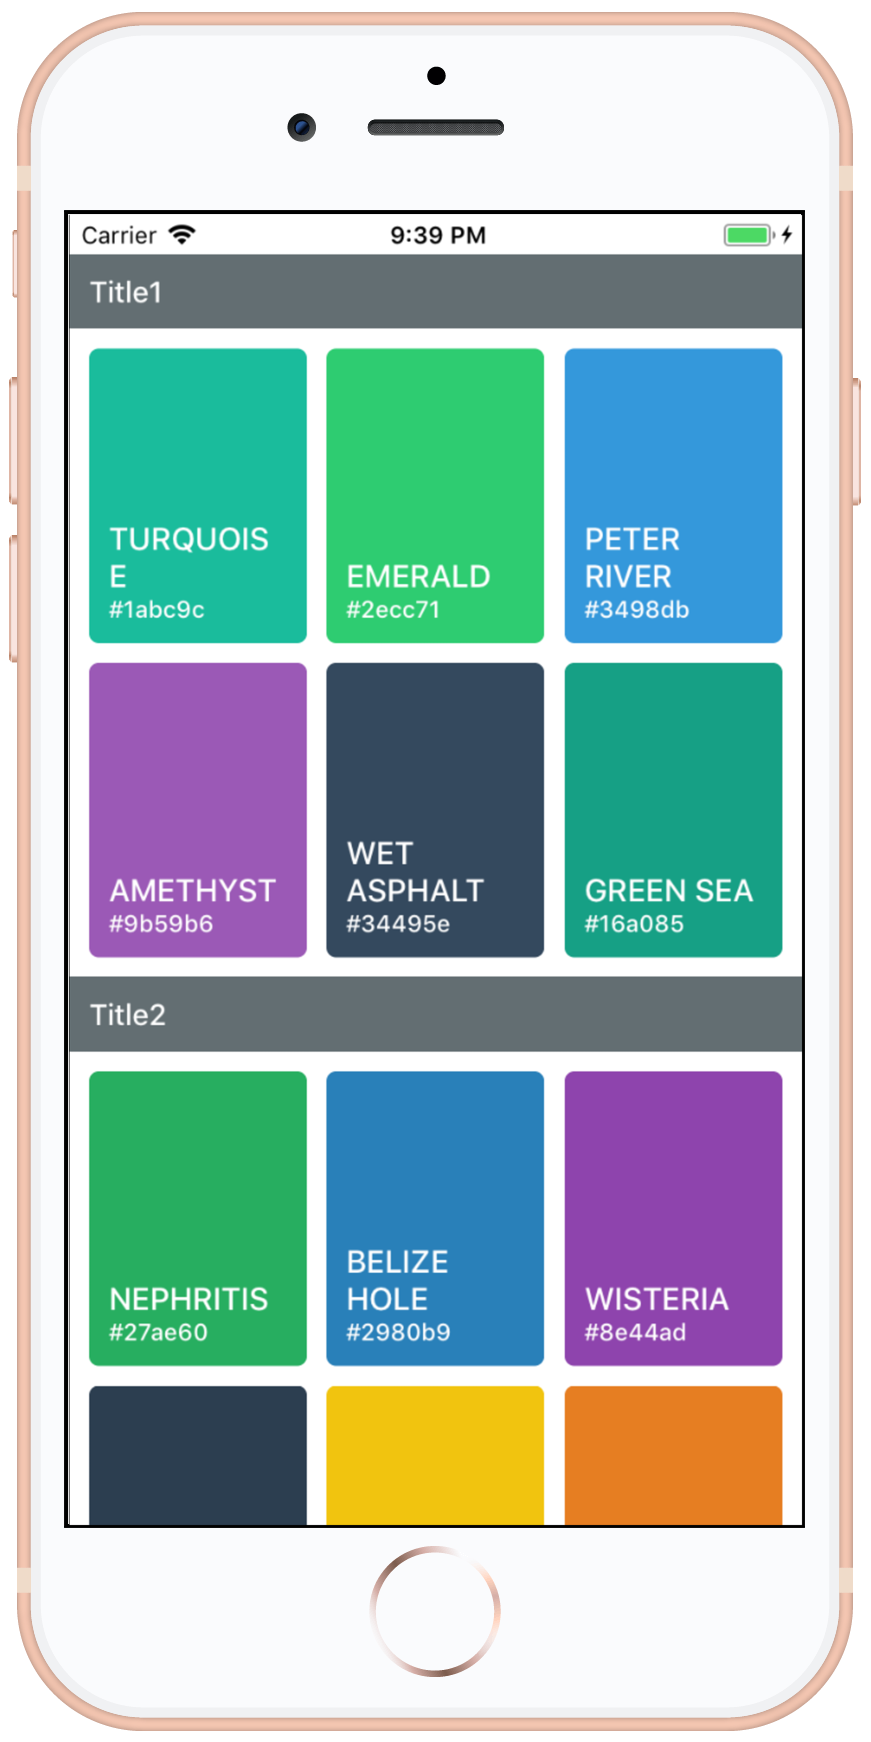 Carrier 9:39 PM
Title1
TURQUOIS
E
#1abc9c
EMERALD
#2ecc71
PETER
RIVER
#3498db
AMETHYST
#9b59b6
WET
ASPHALT
#34495e
GREEN SEA
#16a085
Title2
NEPHRITIS
#27ae60
BELIZE
HOLE
#2980b9
WISTERIA
#8e44ad